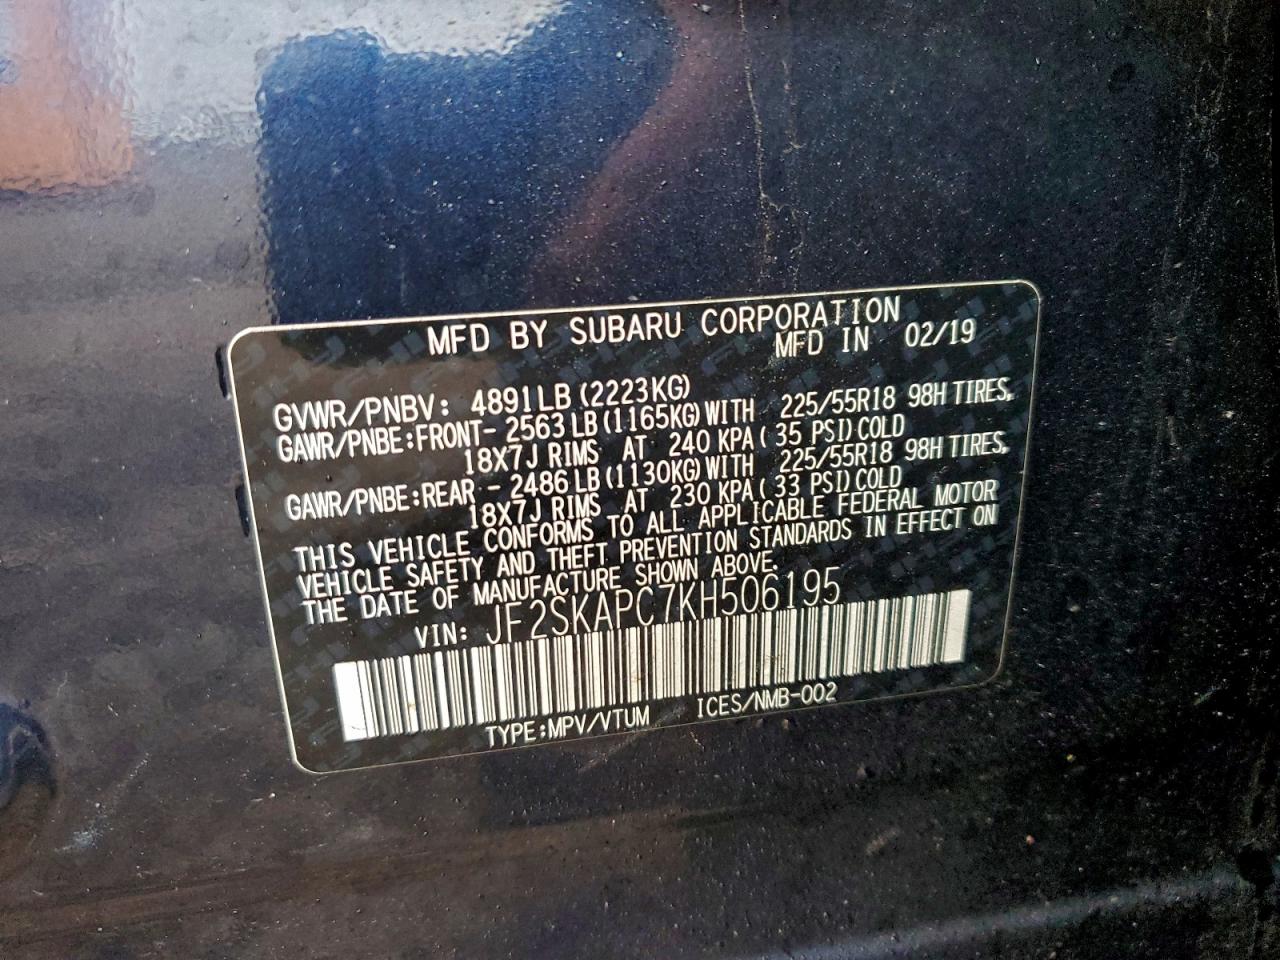 MFD BY SUBARU CORPORATION
MFD IN 02/19
GVWR/PNBV: 4891LB (2223KG)
GAWR/PNBE:FRONT- 2563LB (1165KG) WITH 225/55R18 98H TIRES,
18X7J RIMS AT 240 KPA( 35 PSI)COLD
GAWR/PNBE:REAR - 2486LB (1130KG) WITH 225/55R18 98H TIRES,
18X7J RIMS AT 230 KPA( 33 PSI)COLD
THIS VEHICLE CONFORMS TO ALL APPLICABLE FEDERAL MOTOR
VEHICLE SAFETY AND THEFT PREVENTION STANDARDS IN EFFECT ON
THE DATE OF MANUFACTURE SHOWN ABOVE.
VIN: JF2SKAPC7KH506195
TYPE:MPV/VTUM ICES/NMB-002